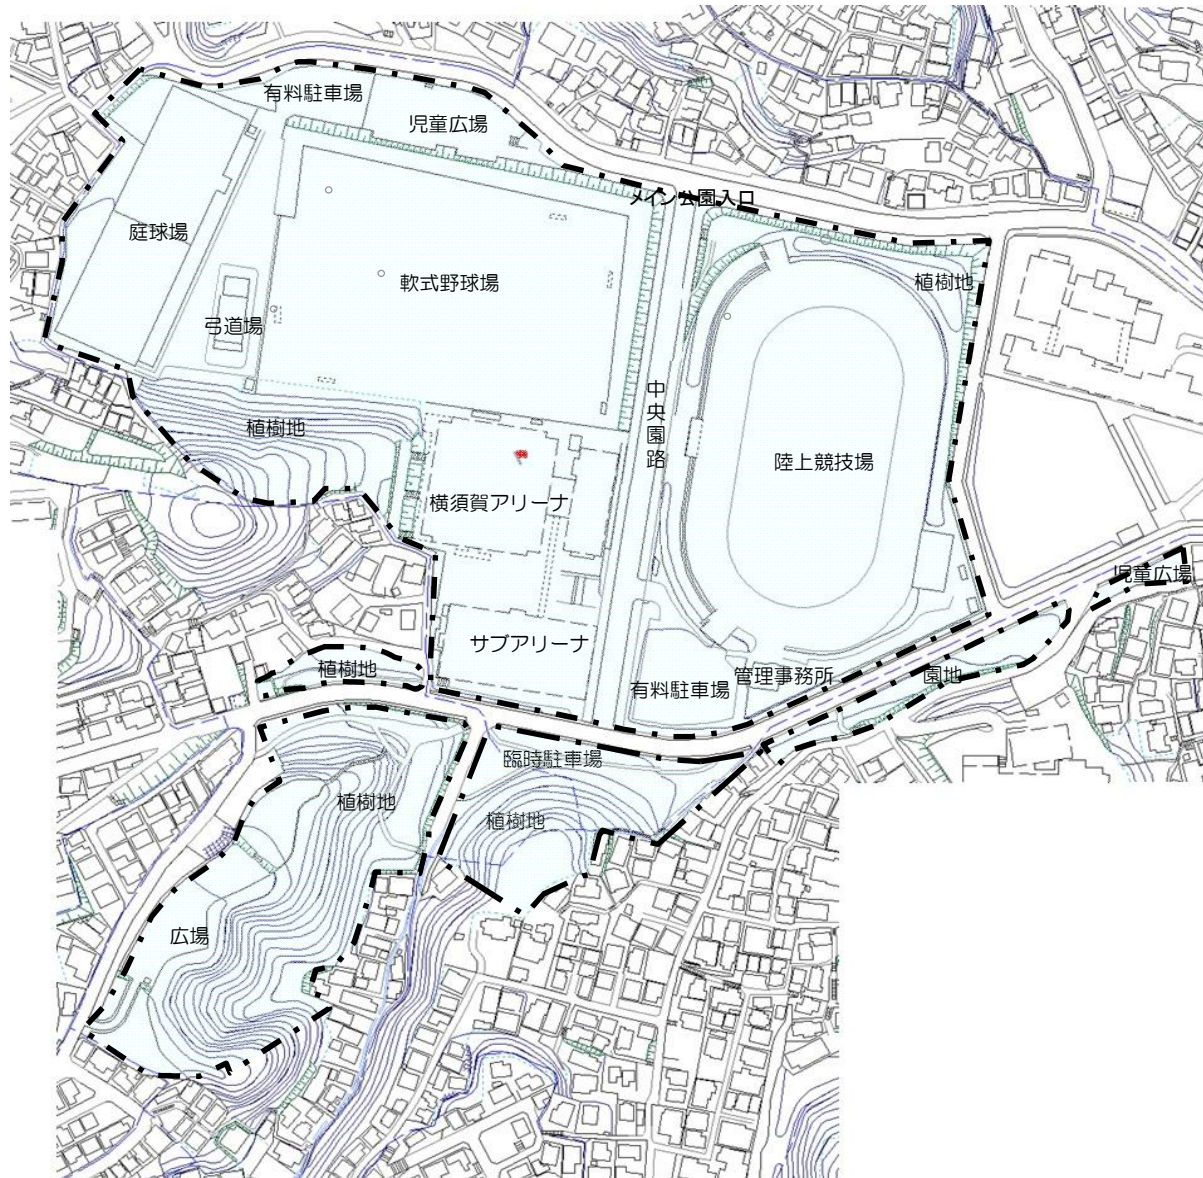 有料駐車場
児童広場
メイン公園入口
庭球場
軟式野球場
植樹地
弓道場
中央園路
植樹地
陸上競技場
横須賀アリーナ
児童広場
サブアリーナ
植樹地
管理事務所
園地
有料駐車場
臨時駐車場
植樹地
植樹地
広場